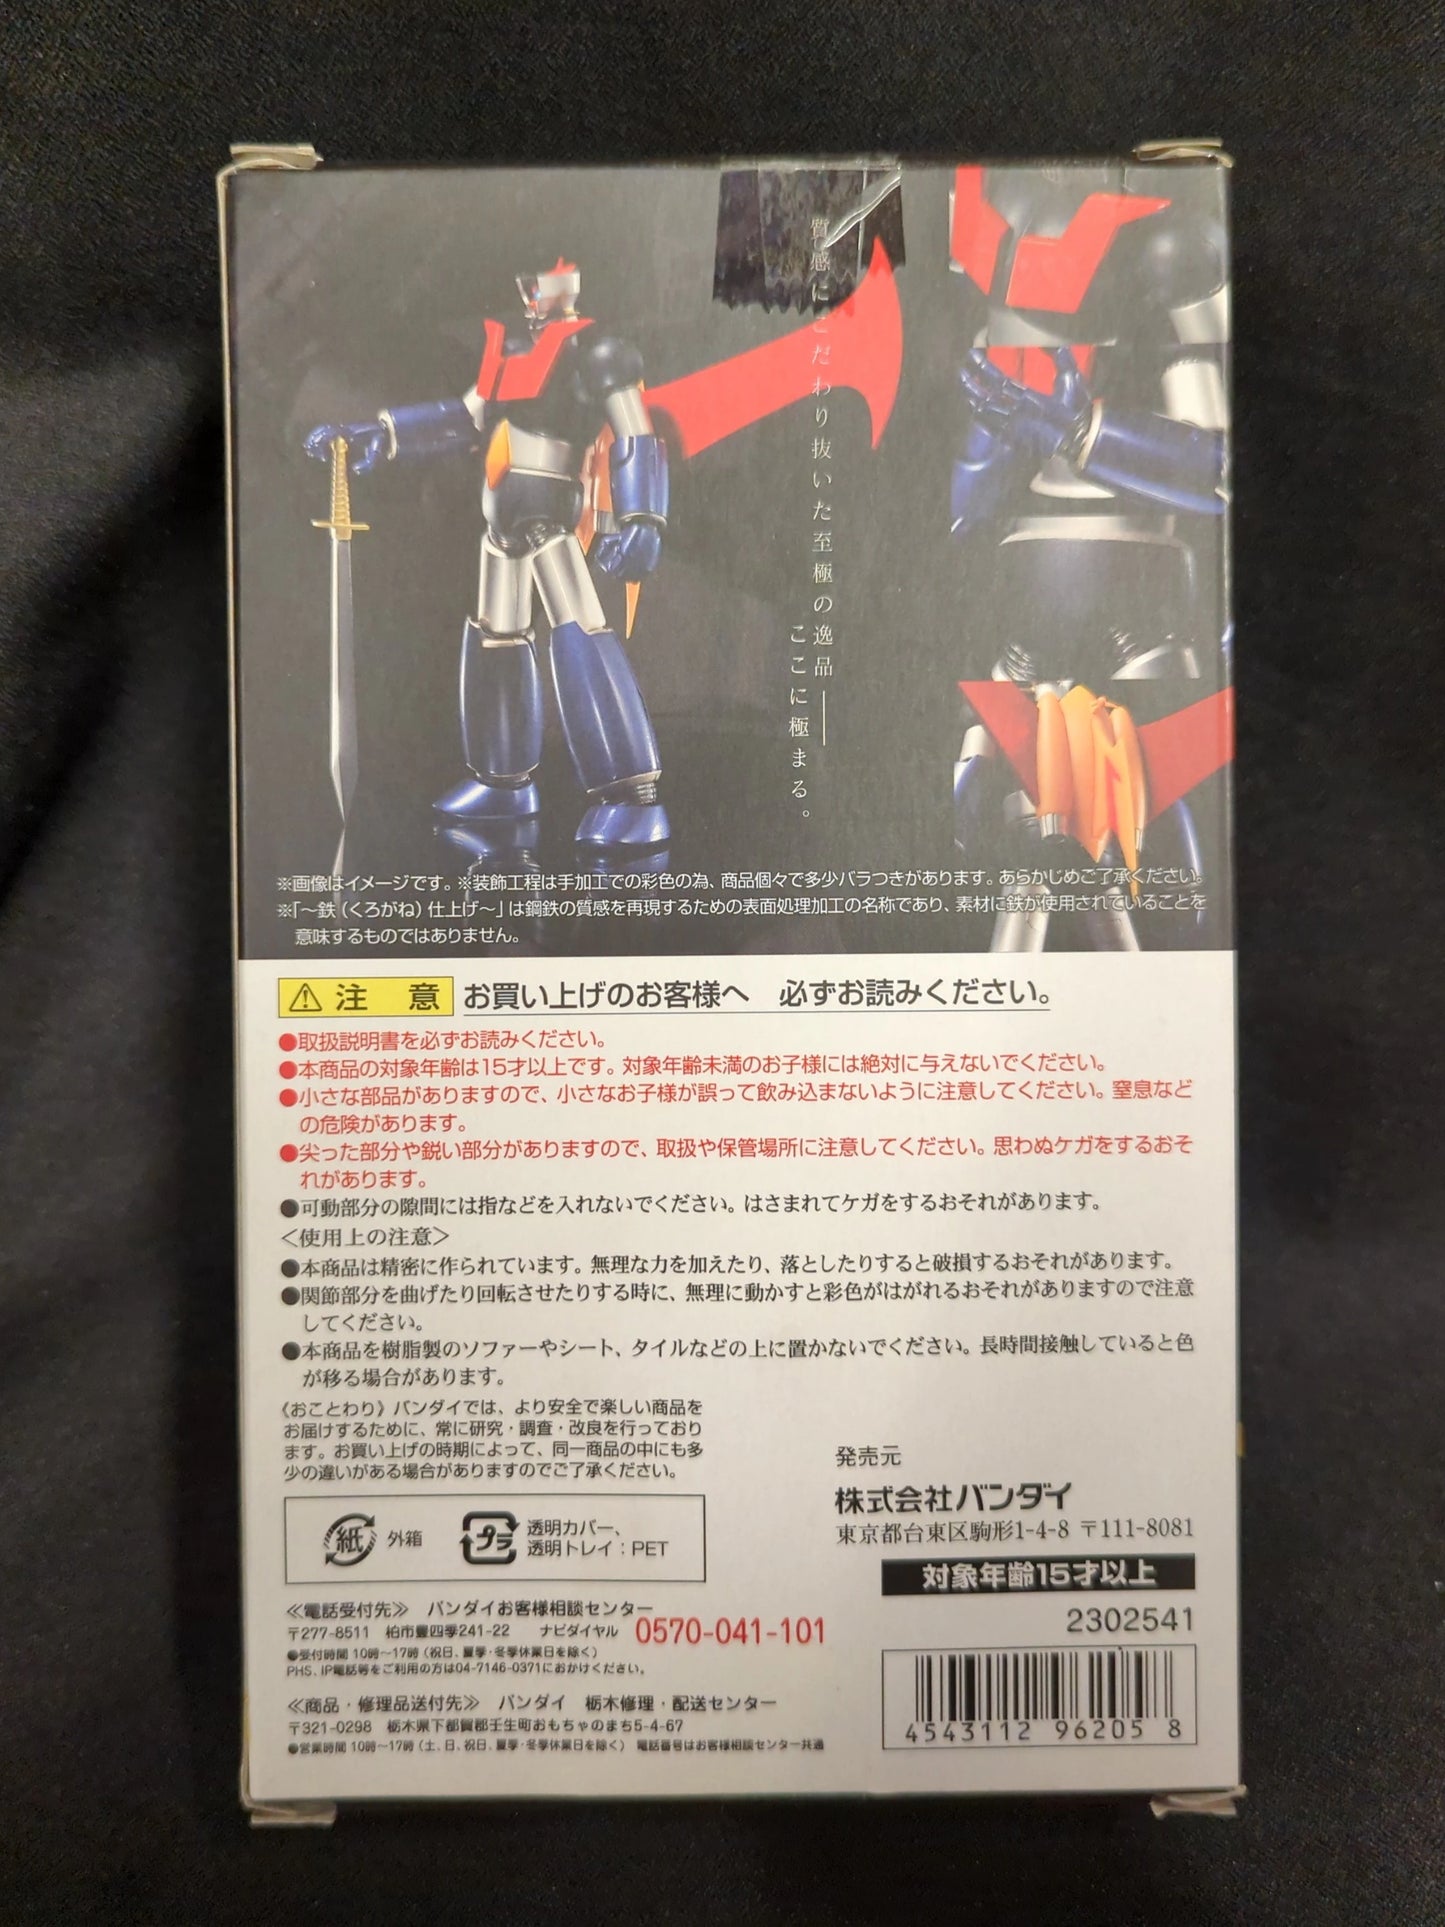 質感にこだわり抜いた至極の逸品──
ここに極まる。
※画像はイメージです。※装飾工程は手加工での彩色の為、商品個々で多少バラつきがあります。あらかじめご了承ください。
※「～鉄（くろがね）仕上げ～」は鋼鉄の質感を再現するための表面処理加工の名称であり、素材に鉄が使用されていることを
意味するものではありません。
注 意 お買い上げのお客様へ 必ずお読みください。
●取扱説明書を必ずお読みください。
●本商品の対象年齢は15才以上です。対象年齢未満のお子様には絶対に与えないでください。
●小さな部品がありますので、小さなお子様が誤って飲み込まないように注意してください。窒息など
の危険があります。
●尖った部分や鋭い部分がありますので、取扱や保管場所に注意してください。思わぬケガをするおそ
れがあります。
●可動部分の隙間には指などを入れないでください。はさまれてケガをするおそれがあります。
＜使用上の注意＞
●本商品は精密に作られています。無理な力を加えたり、落としたりすると破損するおそれがあります。
●関節部分を曲げたり回転させたりする時に、無理に動かすと彩色がはがれるおそれがありますので注意
してください。
●本商品を樹脂製のソファーやシート、タイルなどの上に置かないでください。長時間接触していると色
が移る場合があります。
《おことわり》バンダイでは、より安全で楽しい商品を
お届けするために、常に研究・調査・改良を行っており
ます。お買い上げの時期によって、同一商品の中にも多
少の違いがある場合がありますのでご了承ください。
紙 外箱
プラ 透明カバー、
透明トレイ：PET
≪電話受付先≫ バンダイお客様相談センター
〒277-8511 柏市豊四季241-22 ナビダイヤル 0570-041-101
●受付時間 10時～17時（祝日、夏季・冬季休業日を除く）
PHS、IP電話等をご利用の方は04-7146-0371におかけください。
≪商品・修理品送付先≫ バンダイ 栃木修理・配送センター
〒321-0298 栃木県下都賀郡壬生町おもちゃのまち5-4-67
●営業時間 10時～17時（土、日、祝日、夏季・冬季休業日を除く） 電話番号はお客様相談センター共通
発売元
株式会社バンダイ
東京都台東区駒形1-4-8 〒111-8081
対象年齢15才以上
2302541
4543112 96205 8